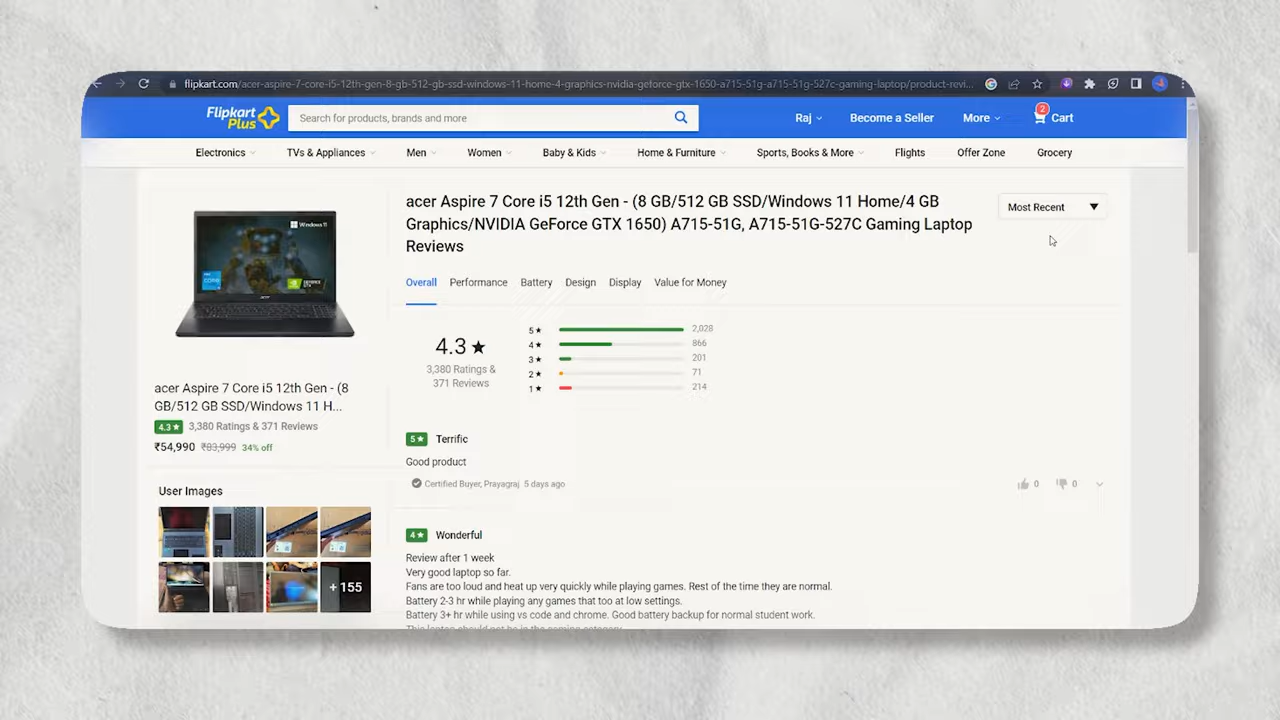 flipkart.com/acer-aspire-7-core-i5-12th-gen-8-gb-512-gb-ssd-windows-11-home-4-graphics-nvidia-geforce-gtx-1650-a715-51g-a715-51g-527c-gaming-laptop/product-revi...
Flipkart Plus
Search for products, brands and more
Raj
Become a Seller
More
2
Cart
Electronics
TVs & Appliances
Men
Women
Baby & Kids
Home & Furniture
Sports, Books & More
Flights
Offer Zone
Grocery
Windows 11
acer Aspire 7 Core i5 12th Gen - (8
GB/512 GB SSD/Windows 11 H...
4.3★ 3,380 Ratings & 371 Reviews
₹54,990 ₹83,999 34% off
User Images
+ 155
acer Aspire 7 Core i5 12th Gen - (8 GB/512 GB SSD/Windows 11 Home/4 GB
Graphics/NVIDIA GeForce GTX 1650) A715-51G, A715-51G-527C Gaming Laptop
Reviews
Most Recent
Overall
Performance
Battery
Design
Display
Value for Money
4.3★
3,380 Ratings &
371 Reviews
5★ 2,028
4★ 866
3★ 201
2★ 71
1★ 214
5★ Terrific
Good product
Certified Buyer, Prayagraj 5 days ago
0
0
4★ Wonderful
Review after 1 week
Very good laptop so far.
Fans are too loud and heat up very quickly while playing games. Rest of the time they are normal.
Battery 2-3 hr while playing any games that too at low settings.
Battery 3+ hr while using vs code and chrome. Good battery backup for normal student work.